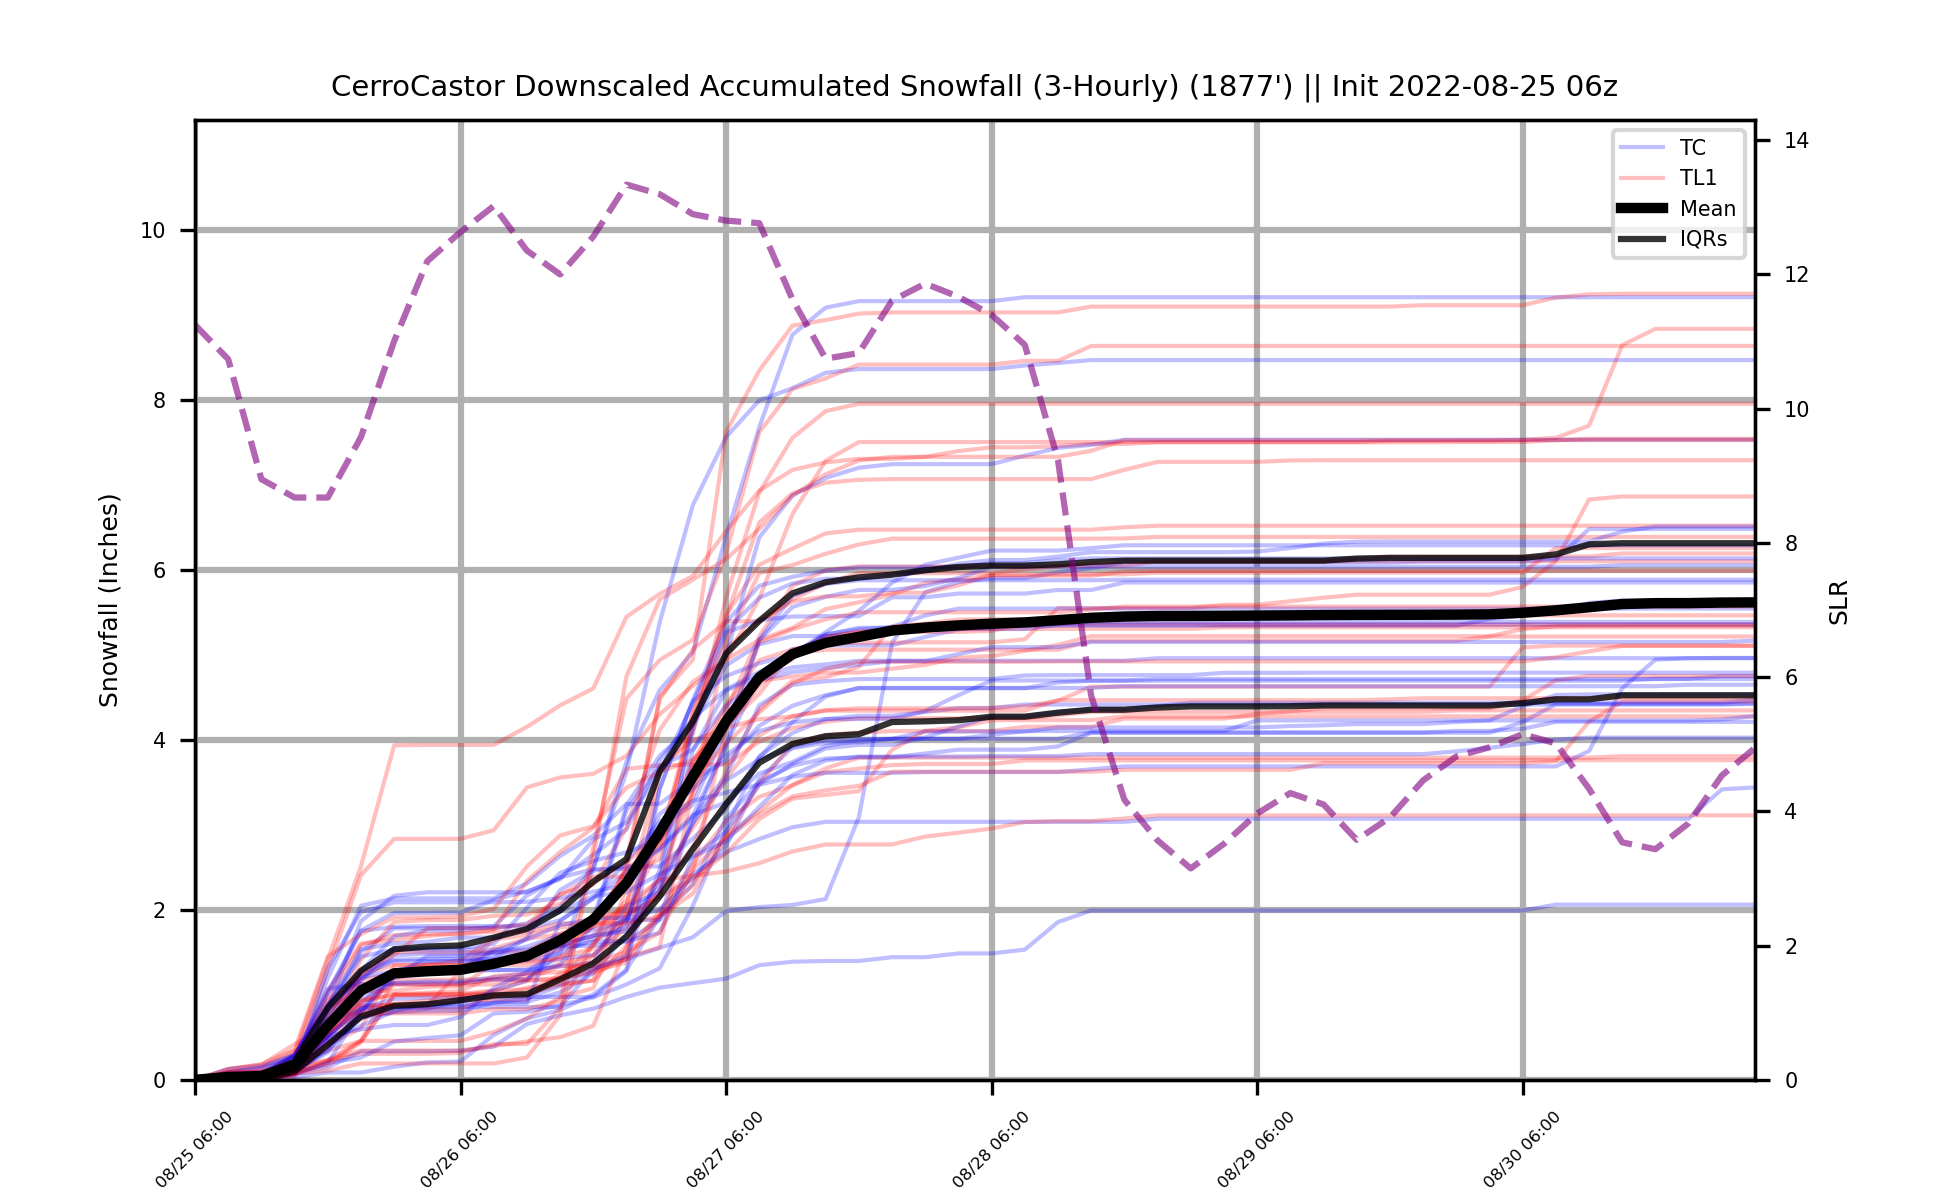 CerroCastor Downscaled Accumulated Snowfall (3-Hourly) (1877') || Init 2022-08-25 06z
TC
TL1
Mean
IQRs
Snowfall (Inches)
10
8
6
4
2
0
SLR
14
12
10
8
6
4
2
0
08/25 06:00
08/26 06:00
08/27 06:00
08/28 06:00
08/29 06:00
08/30 06:00